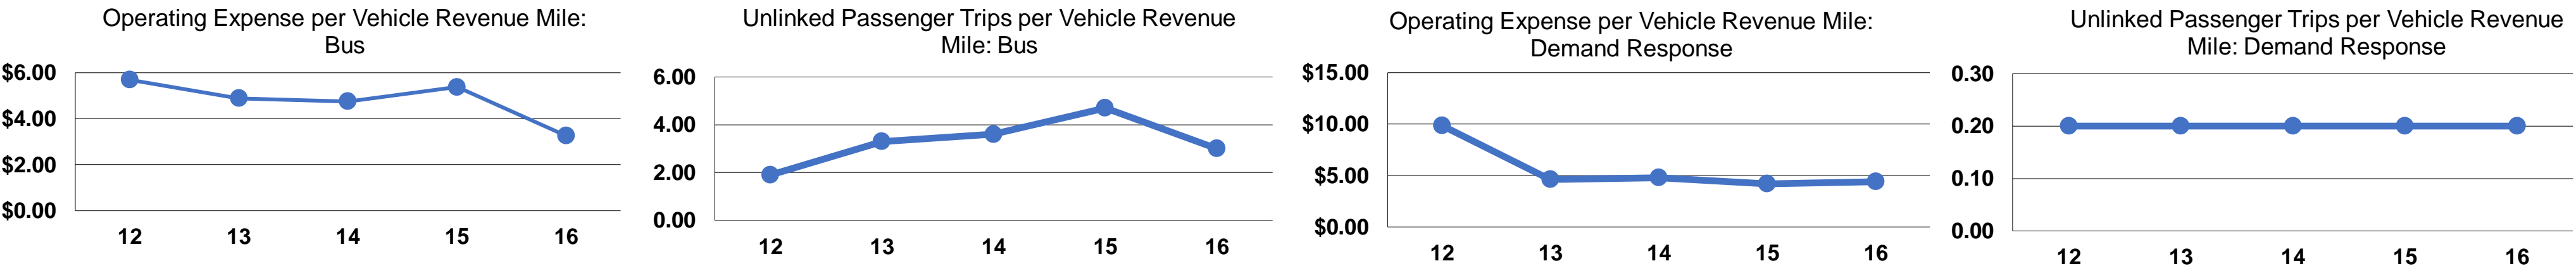 Operating Expense per Vehicle Revenue Mile:
Bus
$6.00
$4.00
$2.00
$0.00
12 13 14 15 16
Unlinked Passenger Trips per Vehicle Revenue
Mile: Bus
6.00
4.00
2.00
0.00
12 13 14 15 16
Operating Expense per Vehicle Revenue Mile:
Demand Response
$15.00
$10.00
$5.00
$0.00
12 13 14 15 16
Unlinked Passenger Trips per Vehicle Revenue
Mile: Demand Response
0.30
0.20
0.10
0.00
12 13 14 15 16